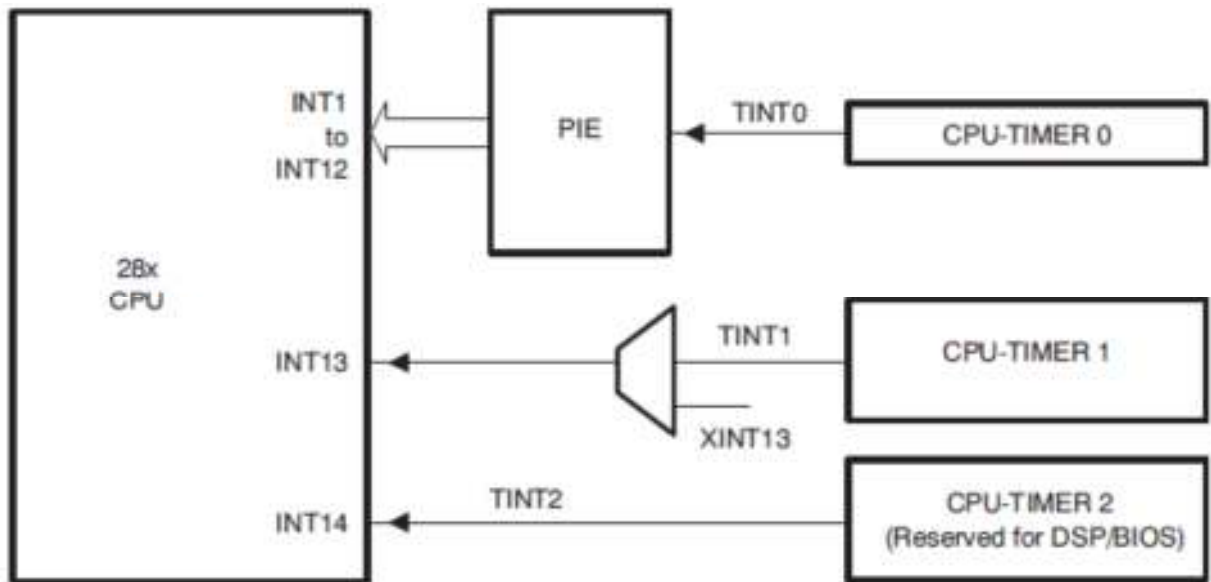 INT1
to
INT12
PIE
TINT0
CPU-TIMER 0
28x
CPU
INT13
TINT1
CPU-TIMER 1
XINT13
INT14
TINT2
CPU-TIMER 2
(Reserved for DSP/BIOS)